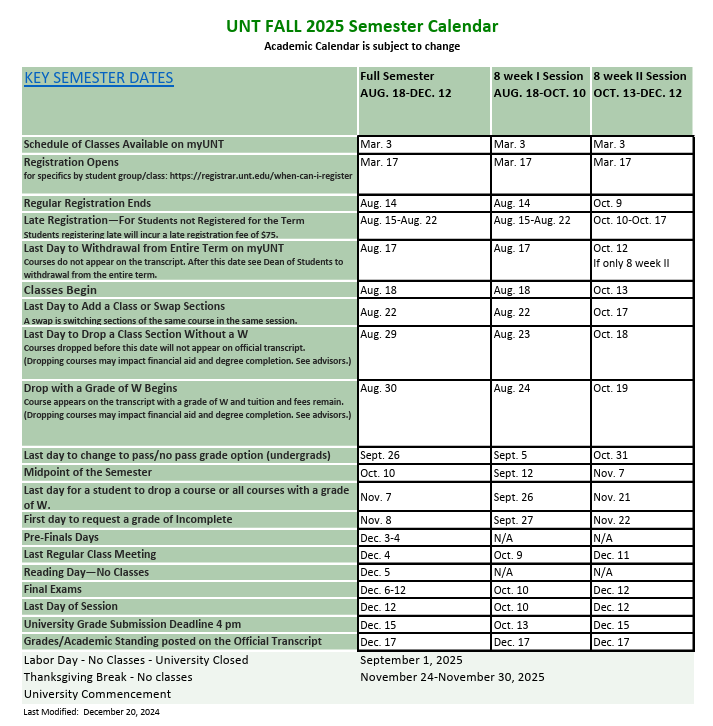 UNT FALL 2025 Semester Calendar
Academic Calendar is subject to change
KEY SEMESTER DATES
Full Semester 8 week I Session 8 week II Session
AUG. 18-DEC. 12 AUG. 18-OCT. 10 OCT. 13-DEC. 12
Schedule of Classes Available on myUNT Mar. 3 Mar. 3 Mar. 3
Registration Opens Mar. 17 Mar. 17 Mar. 17
for specifics by student group/class: https://registrar.unt.edu/when-can-i-register
Regular Registration Ends Aug. 14 Aug. 14 Oct. 9
Late Registration—For Students not Registered for the Term Aug. 15-Aug. 22 Aug. 15-Aug. 22 Oct. 10-Oct. 17
Students registering late will incur a late registration fee of $75.
Last Day to Withdrawal from Entire Term on myUNT Aug. 17 Aug. 17 Oct. 12
Courses do not appear on the transcript. After this date see Dean of Students to If only 8 week II
withdrawal from the entire term.
Classes Begin Aug. 18 Aug. 18 Oct. 13
Last Day to Add a Class or Swap Sections Aug. 22 Aug. 22 Oct. 17
A swap is switching sections of the same course in the same session.
Last Day to Drop a Class Section Without a W Aug. 29 Aug. 23 Oct. 18
Courses dropped before this date will not appear on official transcript.
(Dropping courses may impact financial aid and degree completion. See advisors.)
Drop with a Grade of W Begins Aug. 30 Aug. 24 Oct. 19
Course appears on the transcript with a grade of W and tuition and fees remain.
(Dropping courses may impact financial aid and degree completion. See advisors.)
Last day to change to pass/no pass grade option (undergrads) Sept. 26 Sept. 5 Oct. 31
Midpoint of the Semester Oct. 10 Sept. 12 Nov. 7
Last day for a student to drop a course or all courses with a grade Nov. 7 Sept. 26 Nov. 21
of W.
First day to request a grade of Incomplete Nov. 8 Sept. 27 Nov. 22
Pre-Finals Days Dec. 3-4 N/A N/A
Last Regular Class Meeting Dec. 4 Oct. 9 Dec. 11
Reading Day—No Classes Dec. 5 N/A N/A
Final Exams Dec. 6-12 Oct. 10 Dec. 12
Last Day of Session Dec. 12 Oct. 10 Dec. 12
University Grade Submission Deadline 4 pm Dec. 15 Oct. 13 Dec. 15
Grades/Academic Standing posted on the Official Transcript Dec. 17 Dec. 17 Dec. 17
Labor Day - No Classes - University Closed September 1, 2025
Thanksgiving Break - No classes November 24-November 30, 2025
University Commencement
Last Modified: December 20, 2024